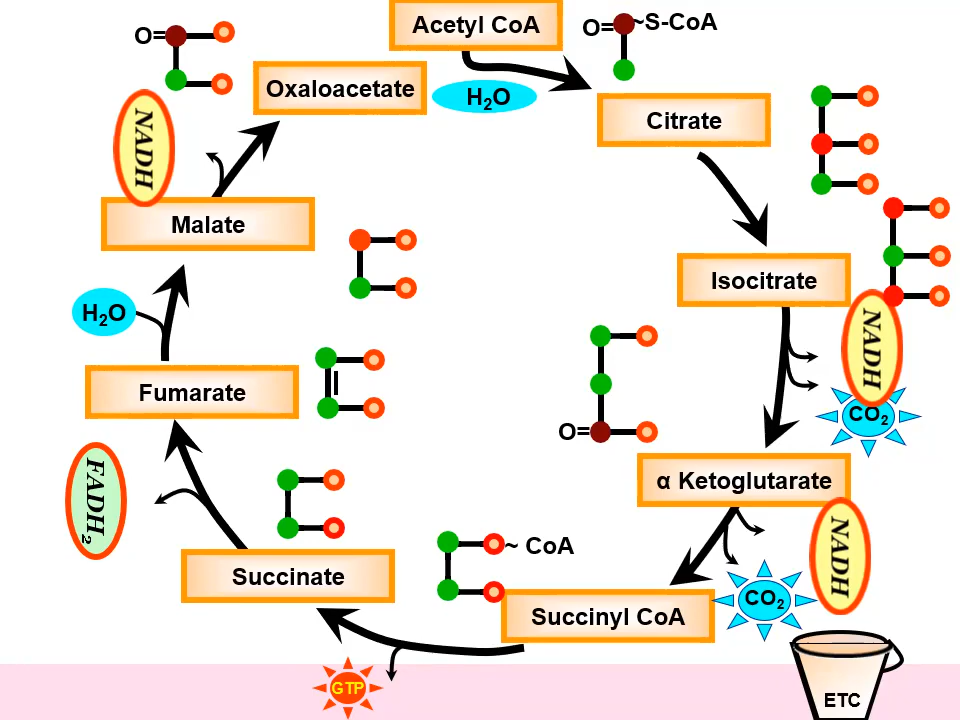 Acetyl CoA
O=
~S-CoA
O=
Oxaloacetate
H₂O
Citrate
NADH
Malate
Isocitrate
H₂O
NADH
CO₂
Fumarate
O=
α Ketoglutarate
FADH₂
NADH
~ CoA
Succinate
CO₂
Succinyl CoA
GTP
ETC